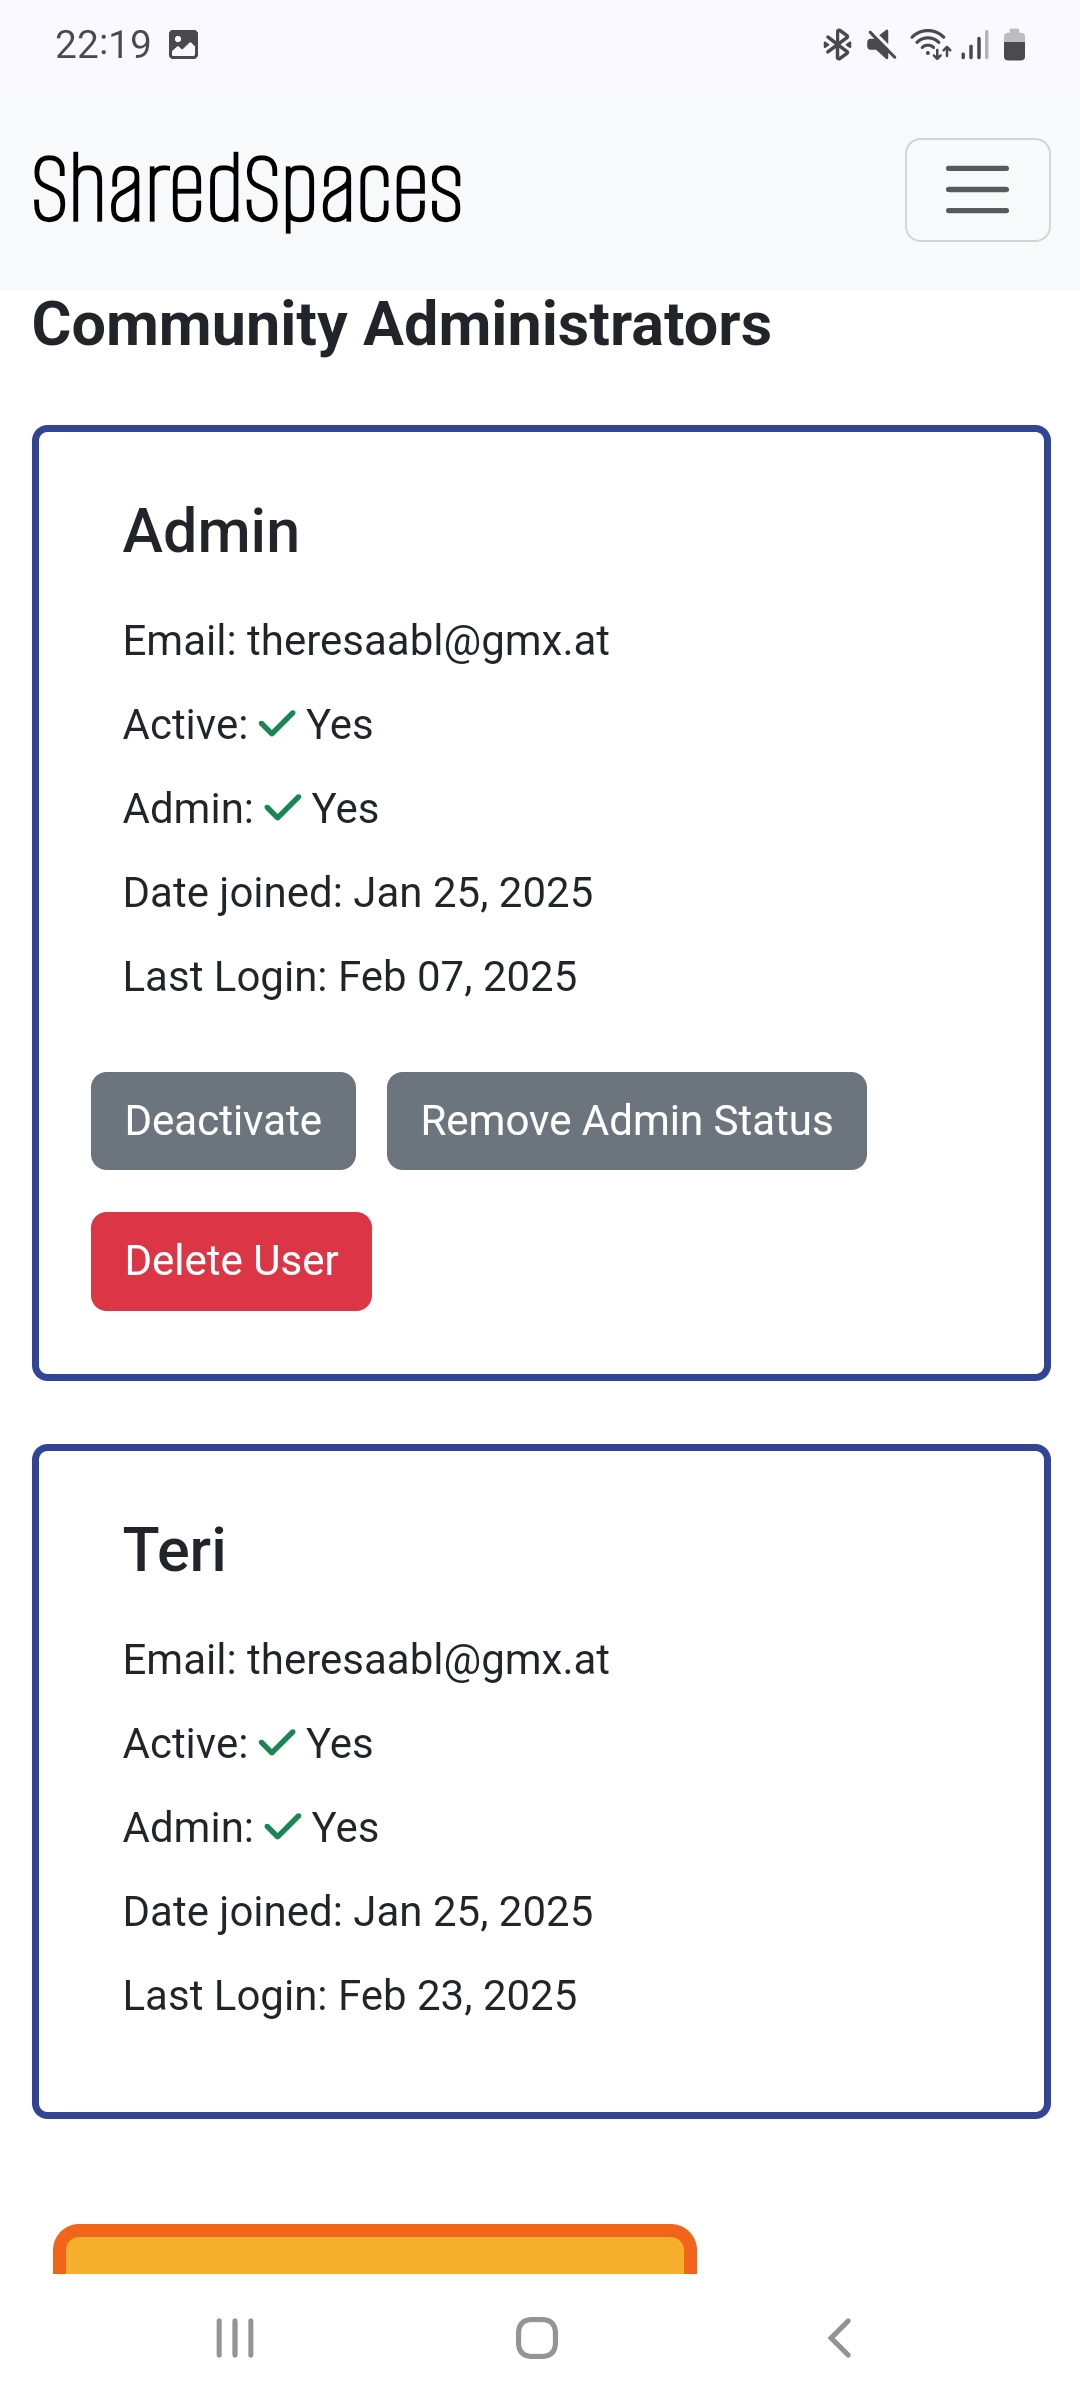 22:19
SharedSpaces
Community Administrators
Admin
Email: theresaabl@gmx.at
Active: Yes
Admin: Yes
Date joined: Jan 25, 2025
Last Login: Feb 07, 2025
Deactivate Remove Admin Status
Delete User
Teri
Email: theresaabl@gmx.at
Active: Yes
Admin: Yes
Date joined: Jan 25, 2025
Last Login: Feb 23, 2025